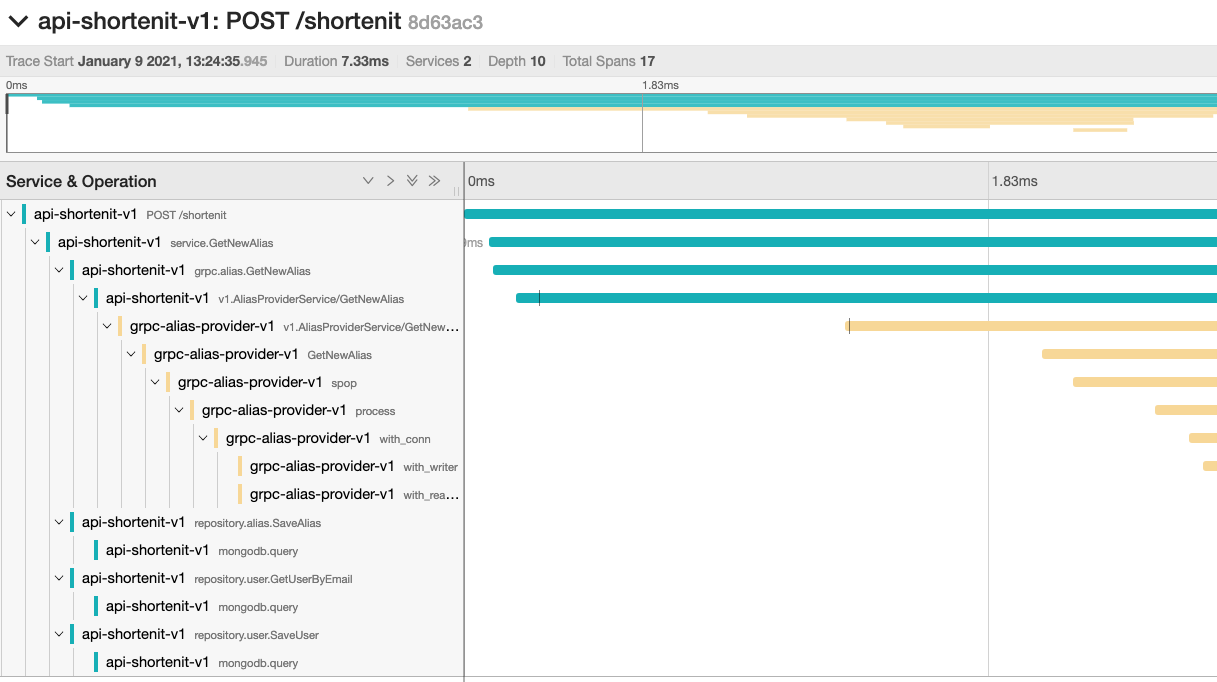 api-shortenit-v1: POST /shortenit 8d63ac3
Trace Start January 9 2021, 13:24:35.945 Duration 7.33ms Services 2 Depth 10 Total Spans 17
0ms 1.83ms
Service & Operation 0ms 1.83ms
api-shortenit-v1 POST /shortenit
api-shortenit-v1 service.GetNewAlias
api-shortenit-v1 grpc.alias.GetNewAlias
api-shortenit-v1 v1.AliasProviderService/GetNewAlias
grpc-alias-provider-v1 v1.AliasProviderService/GetNew...
grpc-alias-provider-v1 GetNewAlias
grpc-alias-provider-v1 spop
grpc-alias-provider-v1 process
grpc-alias-provider-v1 with_conn
grpc-alias-provider-v1 with_writer
grpc-alias-provider-v1 with_rea...
api-shortenit-v1 repository.alias.SaveAlias
api-shortenit-v1 mongodb.query
api-shortenit-v1 repository.user.GetUserByEmail
api-shortenit-v1 mongodb.query
api-shortenit-v1 repository.user.SaveUser
api-shortenit-v1 mongodb.query